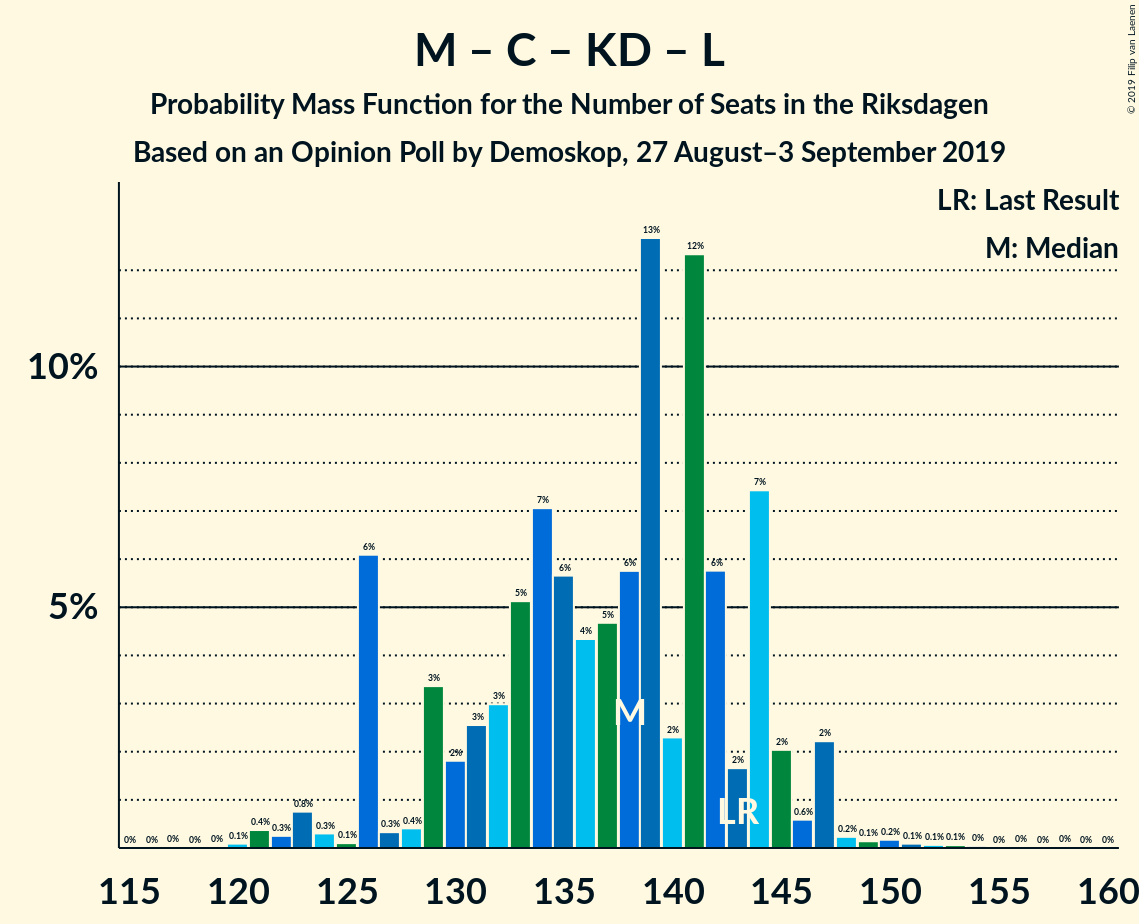 M – C – KD – L
Probability Mass Function for the Number of Seats in the Riksdagen
Based on an Opinion Poll by Demoskop, 27 August–3 September 2019
© 2019 Filip van Laenen
LR: Last Result
M: Median
10%
5%
0% 0% 0% 0% 0% 0.1% 0.4% 0.3% 0.8% 0.3% 0.1% 6% 0.3% 0.4% 3% 2% 3% 3% 5% 7% 6% 4% 5% 6% 13% 2% 12% 6% 2% 7% 2% 0.6% 2% 0.2% 0.1% 0.2% 0.1% 0.1% 0.1% 0% 0% 0% 0% 0% 0% 0%
M
LR
115 120 125 130 135 140 145 150 155 160